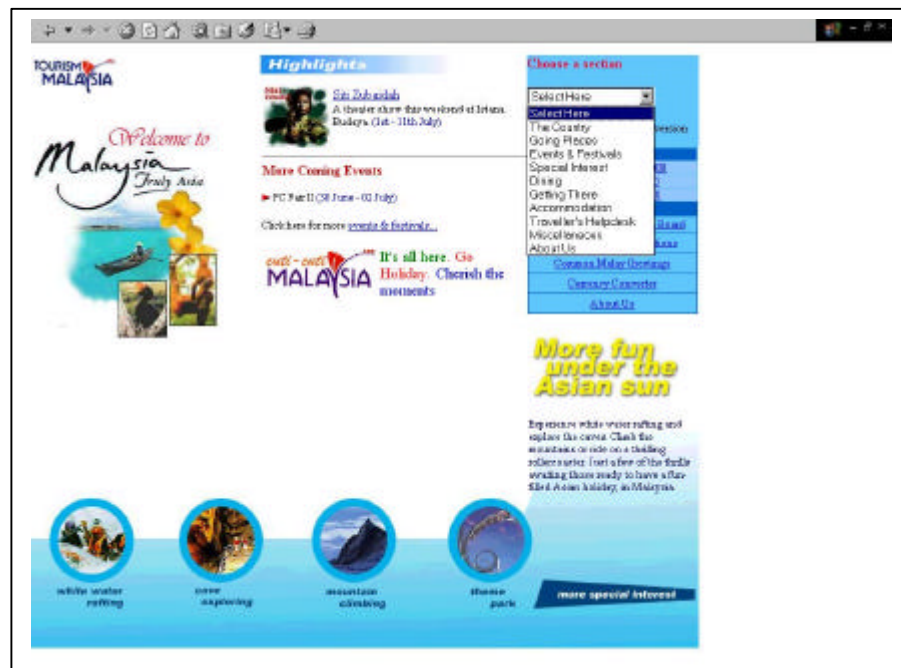 TOURISM
MALAYSIA
Welcome to
Malaysia
Truly Asia
Highlights
Siti Zubaidah
A theater show this weekend at Istana
Budaya. (1st - 11th July)
More Coming Events
PC Fair II (30 June - 02 July)
Click here for more events & festivals...
cuti-cuti
MALAYSIA
It's all here. Go
Holiday. Cherish the
moments
Choose a section
Select Here
Select Here
The Country
Going Places
Events & Festivals
Special Interest
Dining
Getting There
Accommodation
Traveller's Helpdesk
Miscellaneous
About Us
version
Board
Common Malay Greetings
Currency Converter
About Us
More fun
under the
Asian sun
Experience white water rafting and
explore the caves. Climb the
mountains or ride on a thrilling
roller coaster. Just a few of the thrills
awaiting those ready to have a fun-
filled Asian holiday, in Malaysia.
white water
rafting
cave
exploring
mountain
climbing
theme
park
more special interest